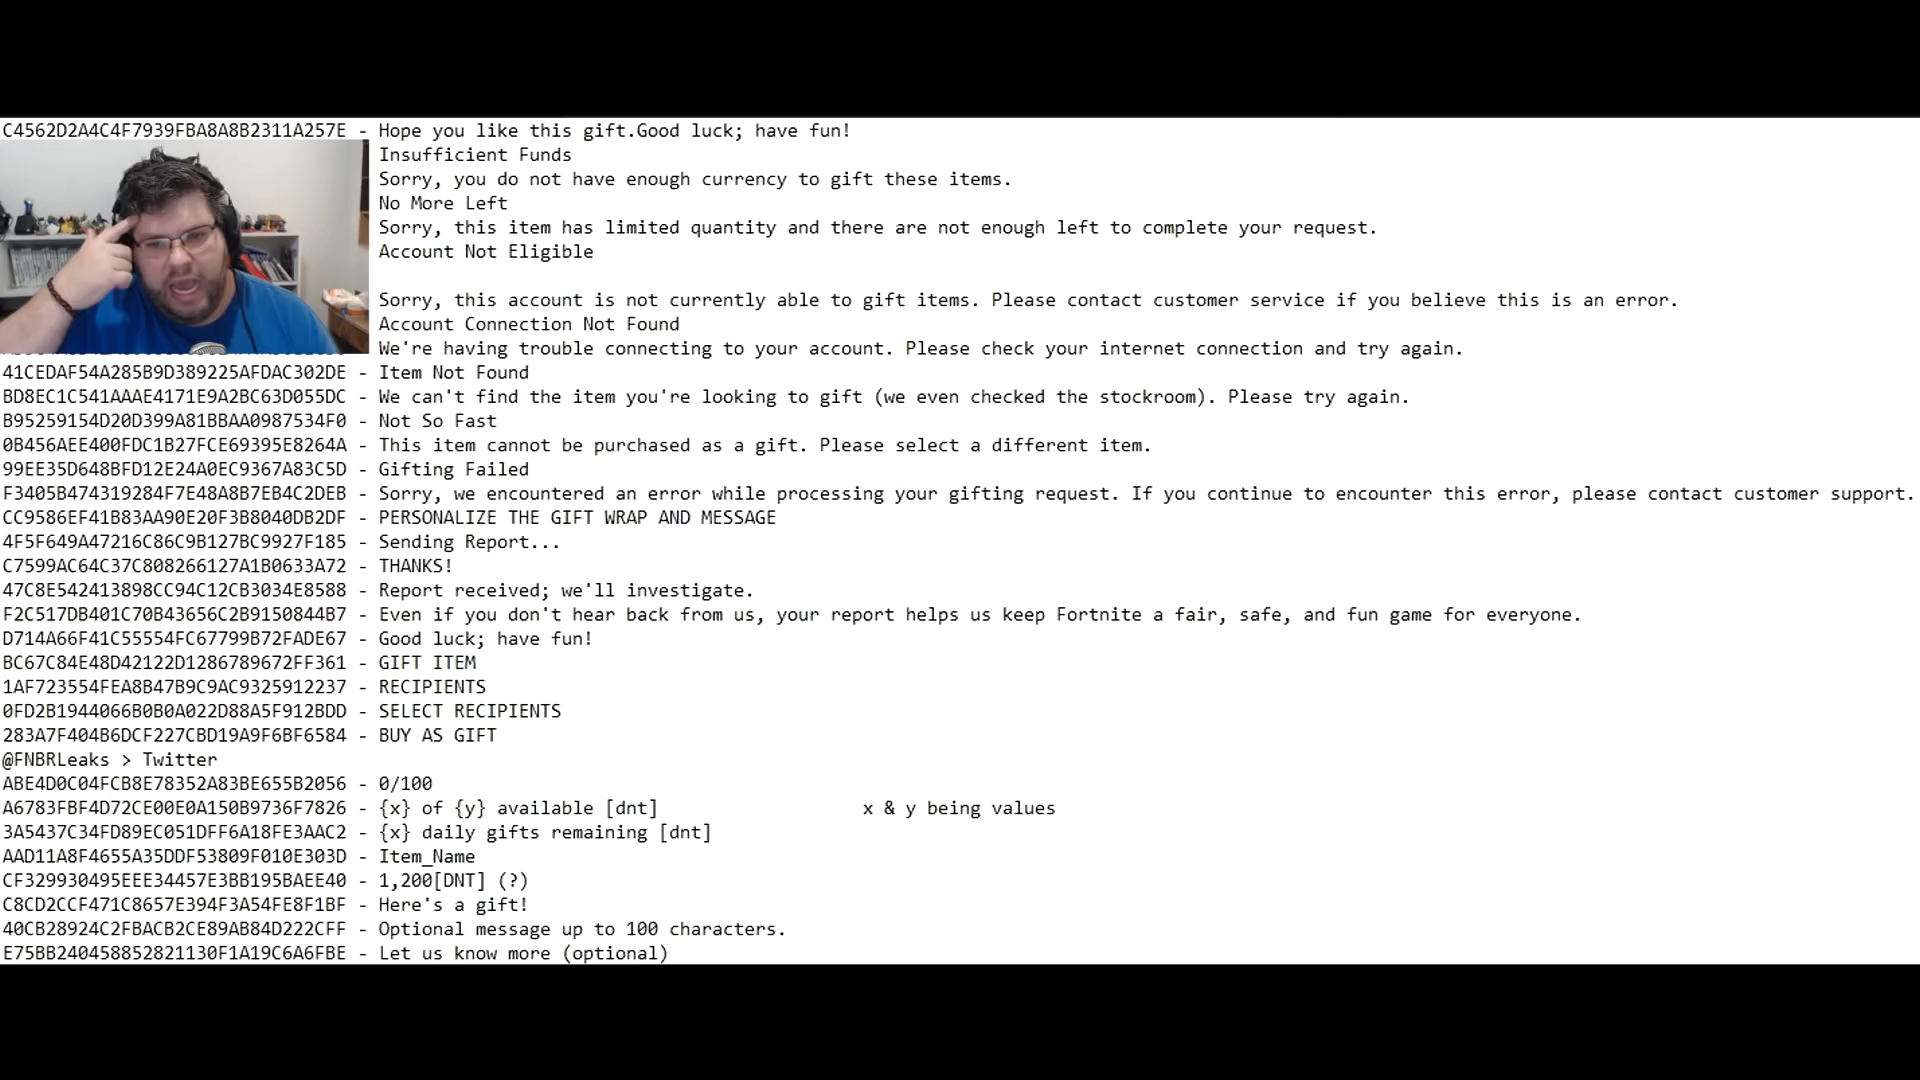 C4562D2A4C4F7939FBA8A8B2311A257E - Hope you like this gift.Good luck; have fun!
Insufficient Funds
Sorry, you do not have enough currency to gift these items.
No More Left
Sorry, this item has limited quantity and there are not enough left to complete your request.
Account Not Eligible
Sorry, this account is not currently able to gift items. Please contact customer service if you believe this is an error.
Account Connection Not Found
We're having trouble connecting to your account. Please check your internet connection and try again.
41CEDAF54A285B9D389225AFDAC302DE - Item Not Found
BD8EC1C541AAAE4171E9A2BC63D055DC - We can't find the item you're looking to gift (we even checked the stockroom). Please try again.
B95259154D20D399A81BBAA0987534F0 - Not So Fast
0B456AEE400FDC1B27FCE69395E8264A - This item cannot be purchased as a gift. Please select a different item.
99EE35D648BFD12E24A0EC9367A83C5D - Gifting Failed
F3405B474319284F7E48A8B7EB4C2DEB - Sorry, we encountered an error while processing your gifting request. If you continue to encounter this error, please contact customer support.
CC9586EF41B83AA90E20F3B8040DB2DF - PERSONALIZE THE GIFT WRAP AND MESSAGE
4F5F649A47216C86C9B127BC9927F185 - Sending Report...
C7599AC64C37C808266127A1B0633A72 - THANKS!
47C8E542413898CC94C12CB3034E8588 - Report received; we'll investigate.
F2C517DB401C70B43656C2B9150844B7 - Even if you don't hear back from us, your report helps us keep Fortnite a fair, safe, and fun game for everyone.
D714A66F41C55554FC67799B72FADE67 - Good luck; have fun!
BC67C84E48D42122D1286789672FF361 - GIFT ITEM
1AF723554FEA8B47B9C9AC9325912237 - RECIPIENTS
0FD2B1944066B0B0A022D88A5F912BDD - SELECT RECIPIENTS
283A7F404B6DCF227CBD19A9F6BF6584 - BUY AS GIFT
@FNBRLeaks > Twitter
ABE4D0C04FCB8E78352A83BE655B2056 - 0/100
A6783FBF4D72CE00E0A150B9736F7826 - {x} of {y} available [dnt] x & y being values
3A5437C34FD89EC051DFF6A18FE3AAC2 - {x} daily gifts remaining [dnt]
AAD11A8F4655A35DDF53809F010E303D - Item_Name
CF329930495EEE34457E3BB195BAEE40 - 1,200[DNT] (?)
C8CD2CCF471C8657E394F3A54FE8F1BF - Here's a gift!
40CB28924C2FBACB2CE89AB84D222CFF - Optional message up to 100 characters.
E75BB240458852821130F1A19C6A6FBE - Let us know more (optional)